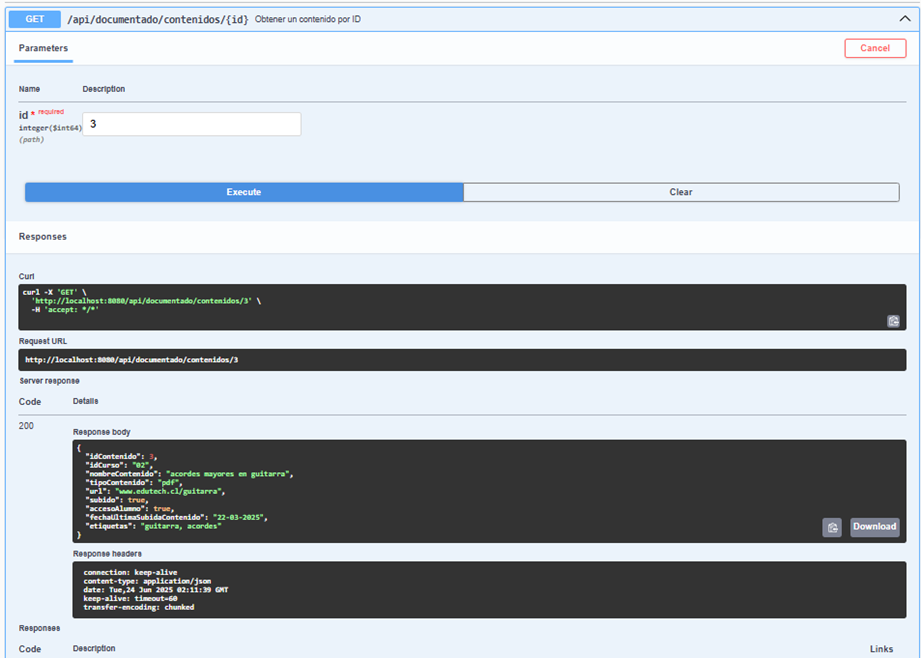 GET /api/documentado/contenidos/{id} Obtener un contenido por ID
Parameters
Cancel
Name Description
id * required
integer($int64)
(path)
3
Execute Clear
Responses
Curl
curl -X 'GET' \
'http://localhost:8080/api/documentado/contenidos/3' \
-H 'accept: */*'
Request URL
http://localhost:8080/api/documentado/contenidos/3
Server response
Code Details
200
Response body
{
"idContenido": 3,
"idCurso": "02",
"nombreContenido": "acordes mayores en guitarra",
"tipoContenido": "pdf",
"url": "www.edutech.cl/guitarra",
"subido": true,
"accesoAlumno": true,
"fechaUltimaSubidaContenido": "22-03-2025",
"etiquetas": "guitarra, acordes"
}
Download
Response headers
connection: keep-alive
content-type: application/json
date: Tue,24 Jun 2025 02:11:39 GMT
keep-alive: timeout=60
transfer-encoding: chunked
Responses
Code Description Links